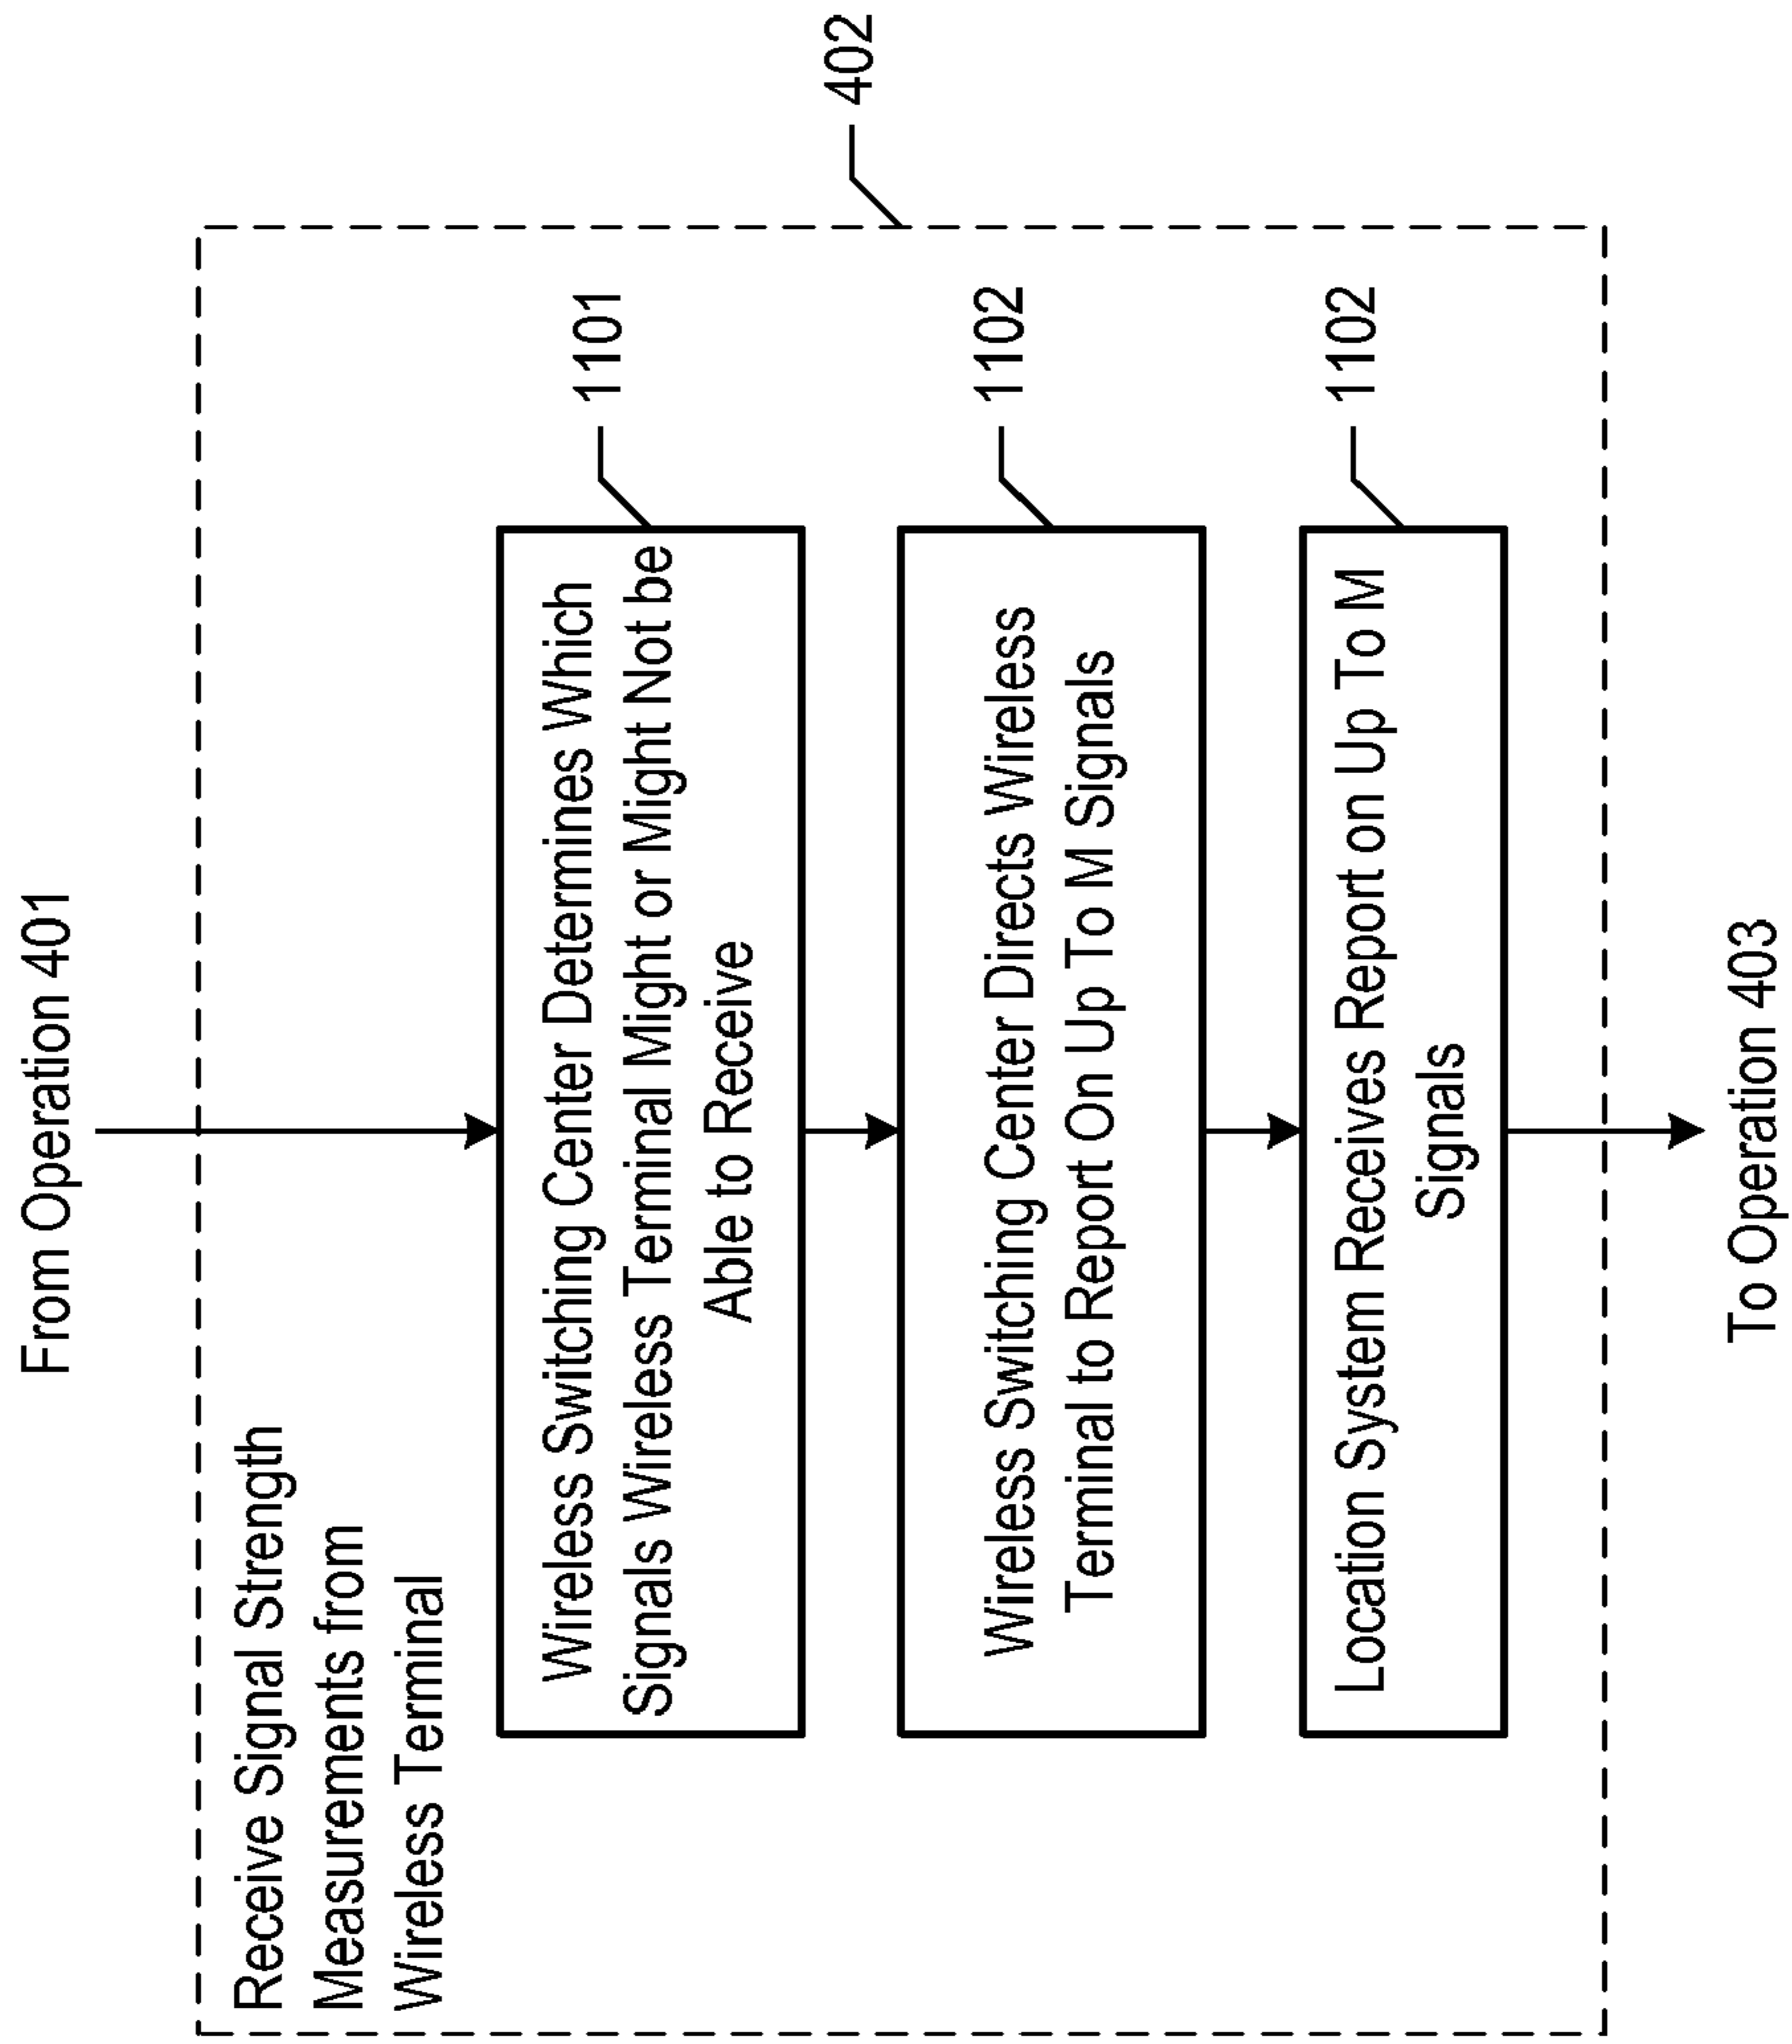 From Operation 401
Receive Signal Strength
Measurements from
Wireless Terminal
402
Wireless Switching Center Determines Which
Signals Wireless Terminal Might or Might Not be
Able to Receive
1101
Wireless Switching Center Directs Wireless
Terminal to Report On Up To M Signals
1102
Location System Receives Report on Up To M
Signals
1102
To Operation 403